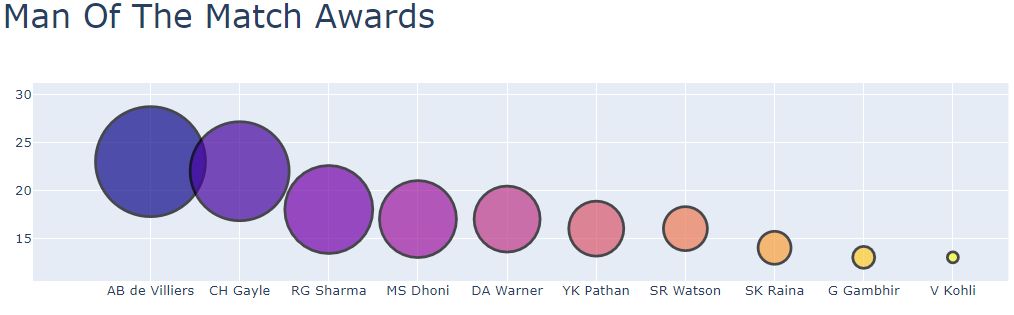 Man Of The Match Awards
30
25
20
15
AB de Villiers CH Gayle RG Sharma MS Dhoni DA Warner YK Pathan SR Watson SK Raina G Gambhir V Kohli